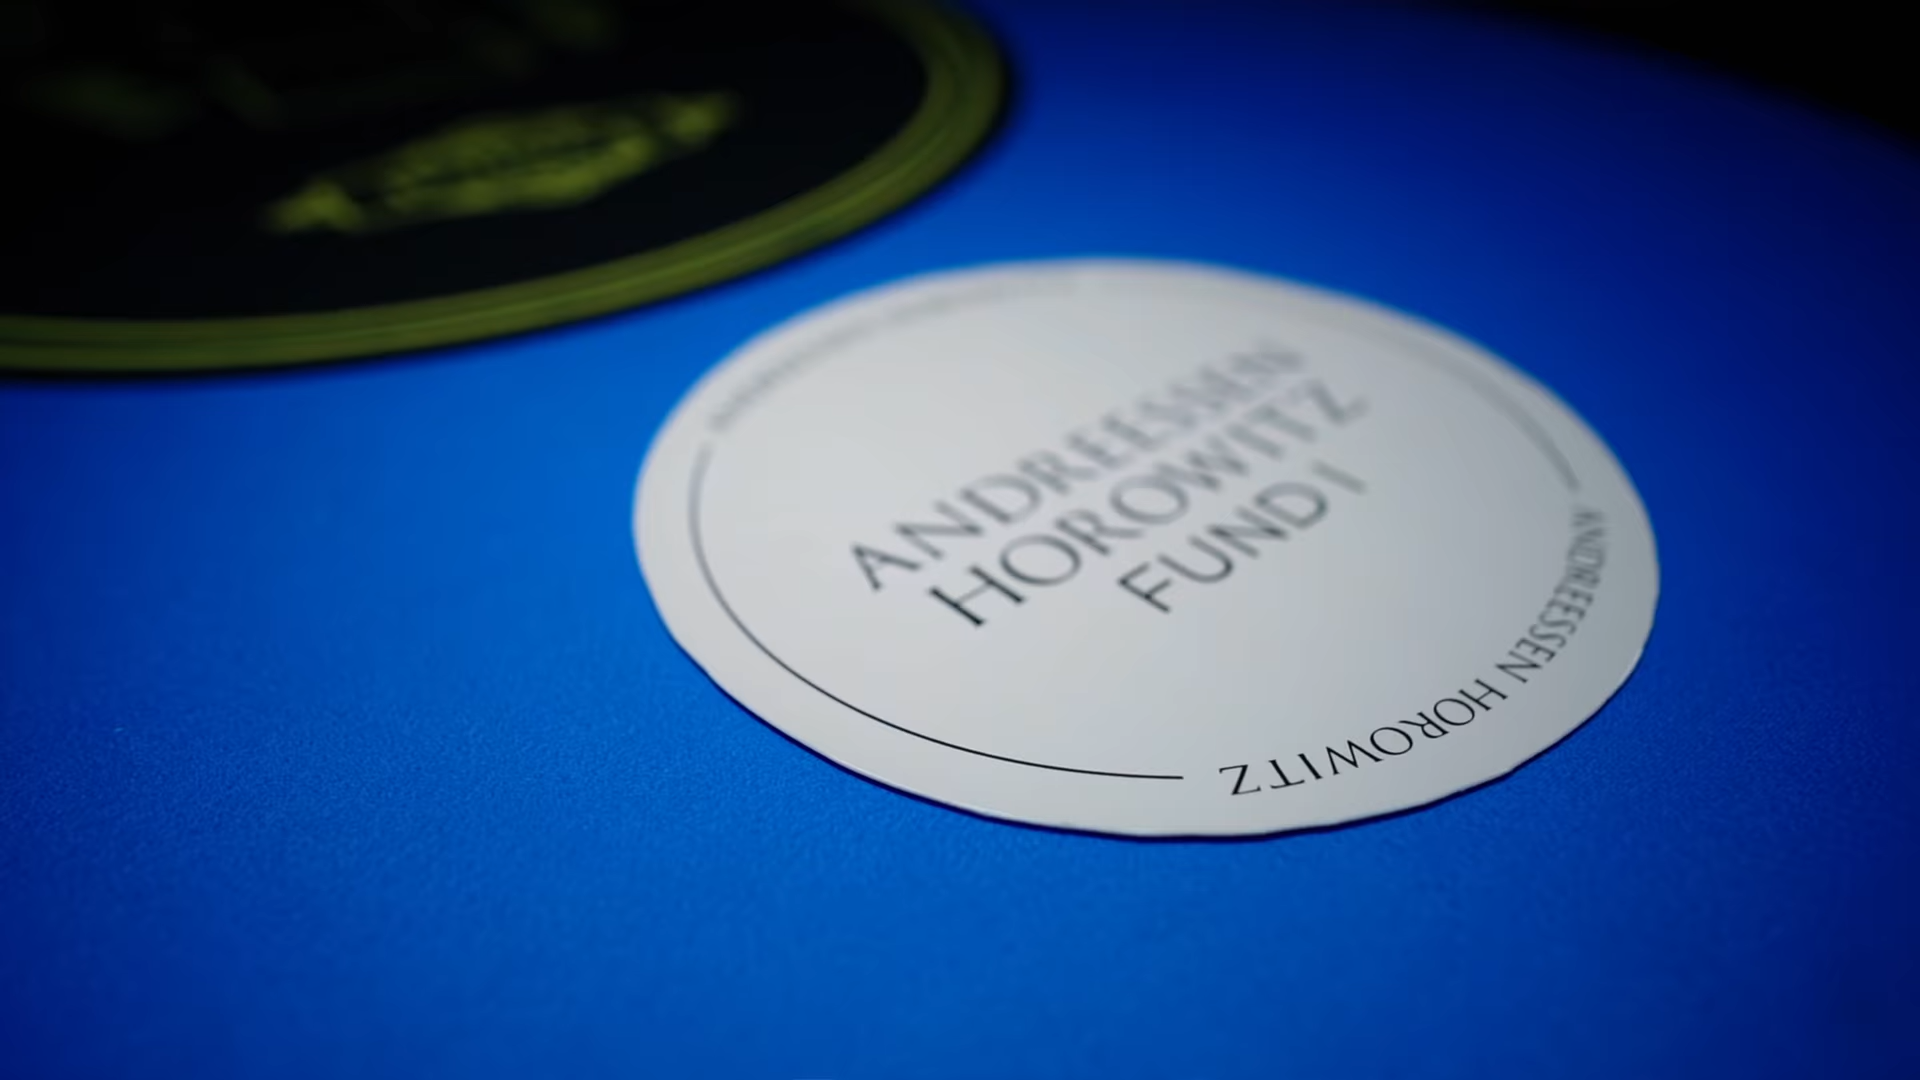 ANDREESSEN
HOROWITZ
FUND I
ANDREESSEN HOROWITZ